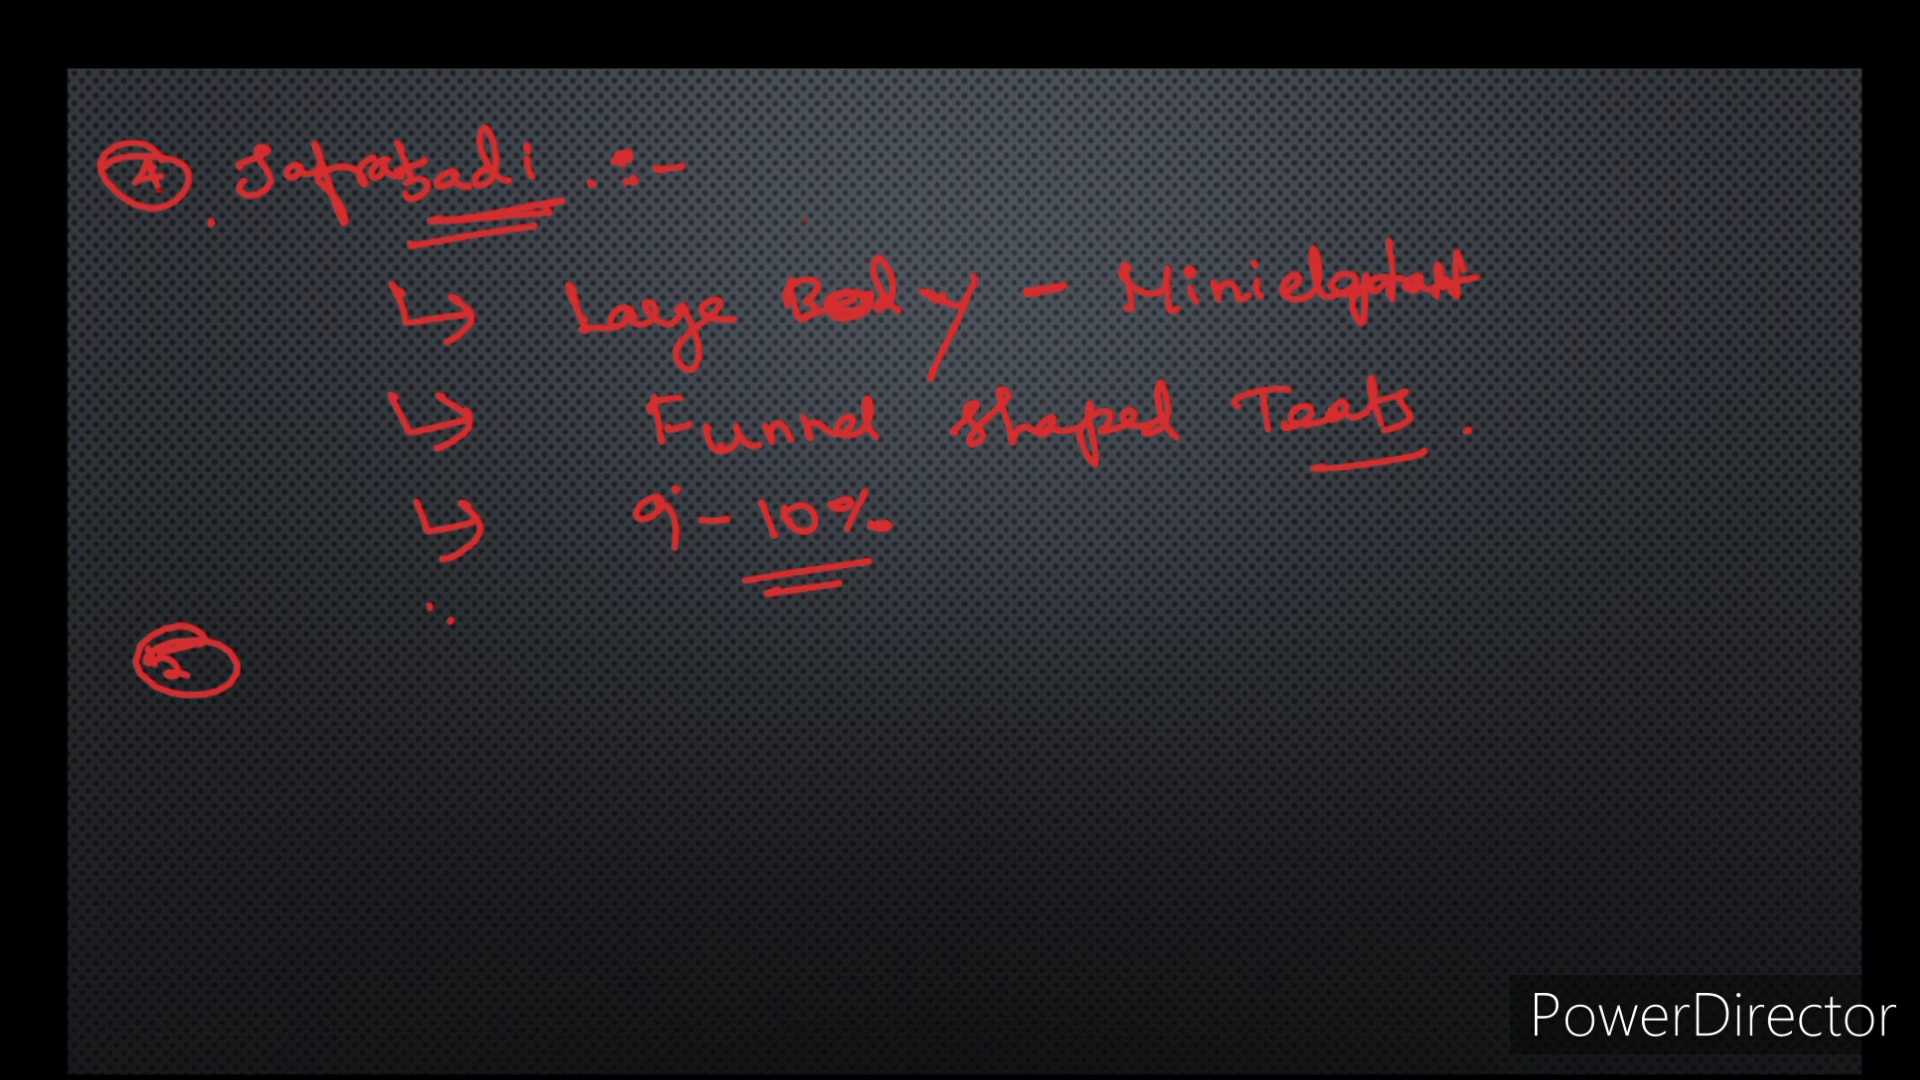 ④ Jafrabadi :-
↳ Large Body - Minielephant
↳ Funnel shaped Teats.
↳ 9-10%
⑤
PowerDirector